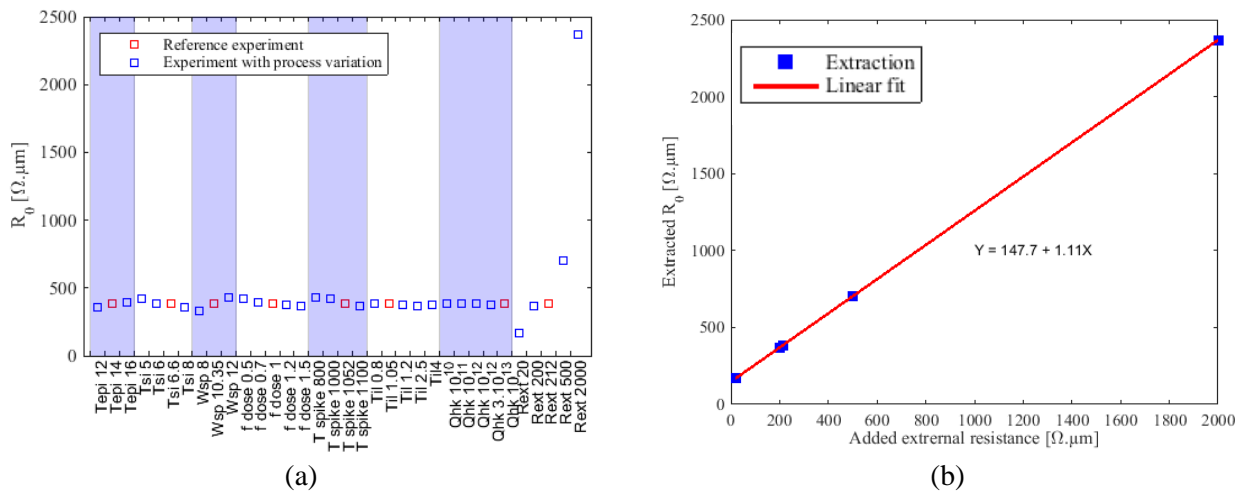 2500
2000
1500
1000
500
0
R0 [Ω.μm]
Reference experiment
Experiment with process variation
Tepi 12
Tepi 14
Tepi 16
Tsi 5
Tsi 6
Tsi 6.6
Tsi 8
Wsp 8
Wsp 10.35
Wsp 12
f dose 0.5
f dose 0.7
f dose 1
f dose 1.2
f dose 1.5
T spike 800
T spike 1000
T spike 1052
T spike 1100
Til 0.8
Til 1.05
Til 1.2
Til 2.5
Til4
Qhk 10^10
Qhk 10^11
Qhk 10^12
Qhk 3.10^12
Qhk 10^13
Rext 20
Rext 200
Rext 212
Rext 500
Rext 2000
(a)
2500
2000
1500
1000
500
0
Extracted R0 [Ω.μm]
Extraction
Linear fit
Y = 147.7 + 1.11X
0 200 400 600 800 1000 1200 1400 1600 1800 2000
Added extrernal resistance [Ω.μm]
(b)